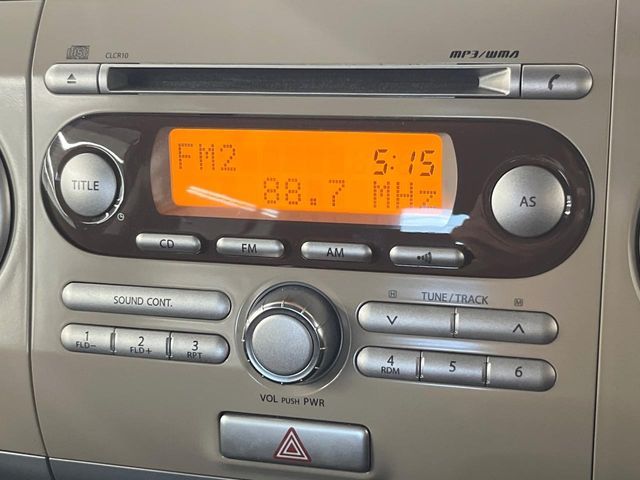 CLCR10
MP3/WMA
TITLE
FM2 5:15
88.7 MHz
AS
CD
FM
AM
SOUND CONT.
TUNE/TRACK
1
FLD−
2
FLD+
3
RPT
4
RDM
5
6
VOL PUSH PWR